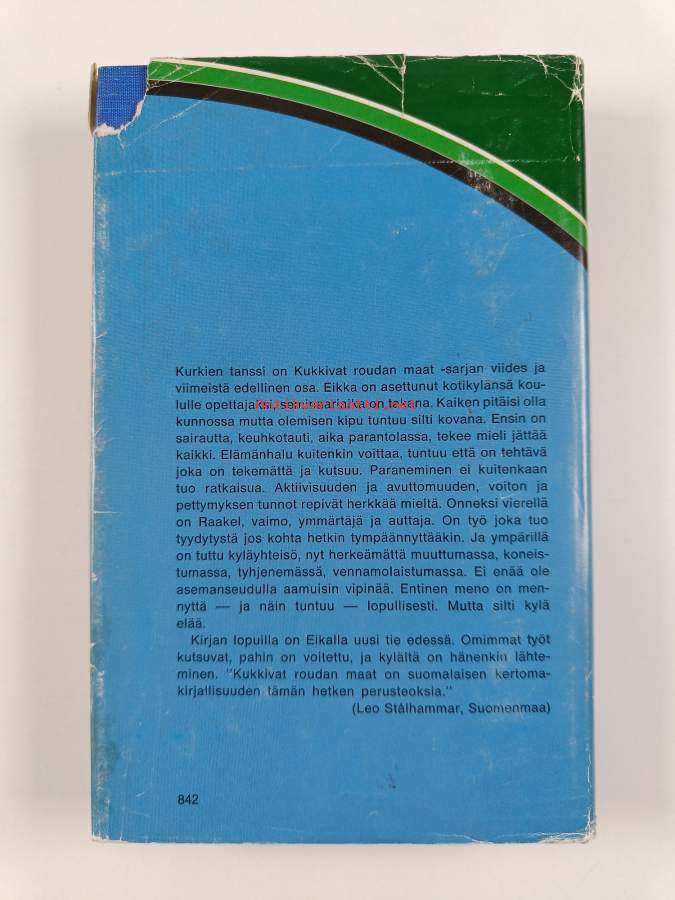 Kurkien tanssi on Kukkivat roudan maat -sarjan viides ja
viimeistä edellinen osa. Eikka on asettunut kotikylänsä kou-
lulle opettajaksi, seminaariaika on takana. Kaiken pitäisi olla
kunnossa mutta olemisen kipu tuntuu silti kovana. Ensin on
sairautta, keuhkotauti, aika parantolassa, tekee mieli jättää
kaikki. Elämänhalu kuitenkin voittaa, tuntuu että on tehtävä
joka on tekemättä ja kutsuu. Paraneminen ei kuitenkaan
tuo ratkaisua. Aktiivisuuden ja avuttomuuden, voiton ja
pettymyksen tunnot repivät herkkää mieltä. Onneksi vierellä
on Raakel, vaimo, ymmärtäjä ja auttaja. On työ joka tuo
tyydytystä jos kohta hetkin tympäännyttääkin. Ja ympärillä
on tuttu kyläyhteisö, nyt herkeämättä muuttumassa, koneis-
tumassa, tyhjenemässä, vennamolaistumassa. Ei enää ole
asemanseudulla aamuisin vipinää. Entinen meno on men-
nyttä — ja näin tuntuu — lopullisesti. Mutta silti kylä
elää.
Kirjan lopuilla on Eikalla uusi tie edessä. Omimmat työt
kutsuvat, pahin on voitettu, ja kylältä on hänenkin lähte-
minen. "Kukkivat roudan maat on suomalaisen kertoma-
kirjallisuuden tämän hetken perusteoksia."
(Leo Stålhammar, Suomenmaa)
842